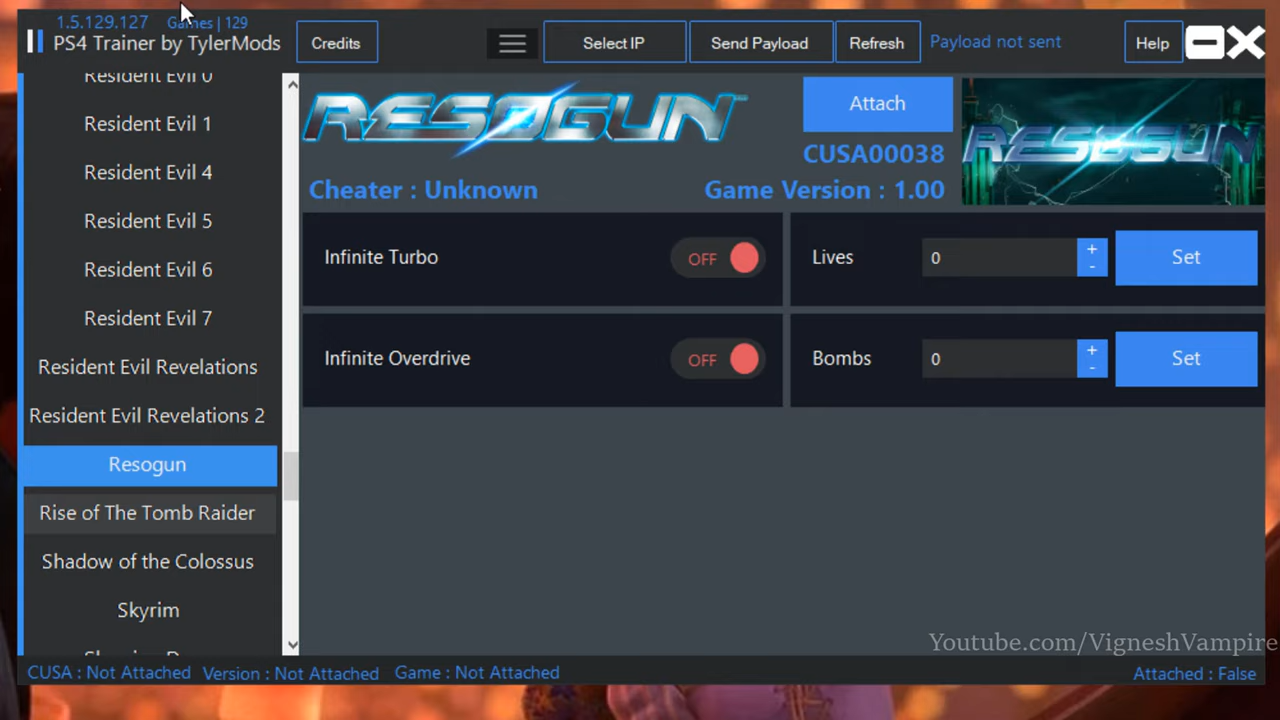 1.5.129.127 Games | 129
PS4 Trainer by TylerMods
Credits
Select IP
Send Payload
Refresh
Payload not sent
Help
Resident Evil 0
Resident Evil 1
Resident Evil 4
Resident Evil 5
Resident Evil 6
Resident Evil 7
Resident Evil Revelations
Resident Evil Revelations 2
Resogun
Rise of The Tomb Raider
Shadow of the Colossus
Skyrim
RESOGUN™
Attach
CUSA00038
RESOGUN
Cheater : Unknown
Game Version : 1.00
Infinite Turbo OFF
Lives 0 + - Set
Infinite Overdrive OFF
Bombs 0 + - Set
Youtube.com/VigneshVampire
CUSA : Not Attached Version : Not Attached Game : Not Attached Attached : False